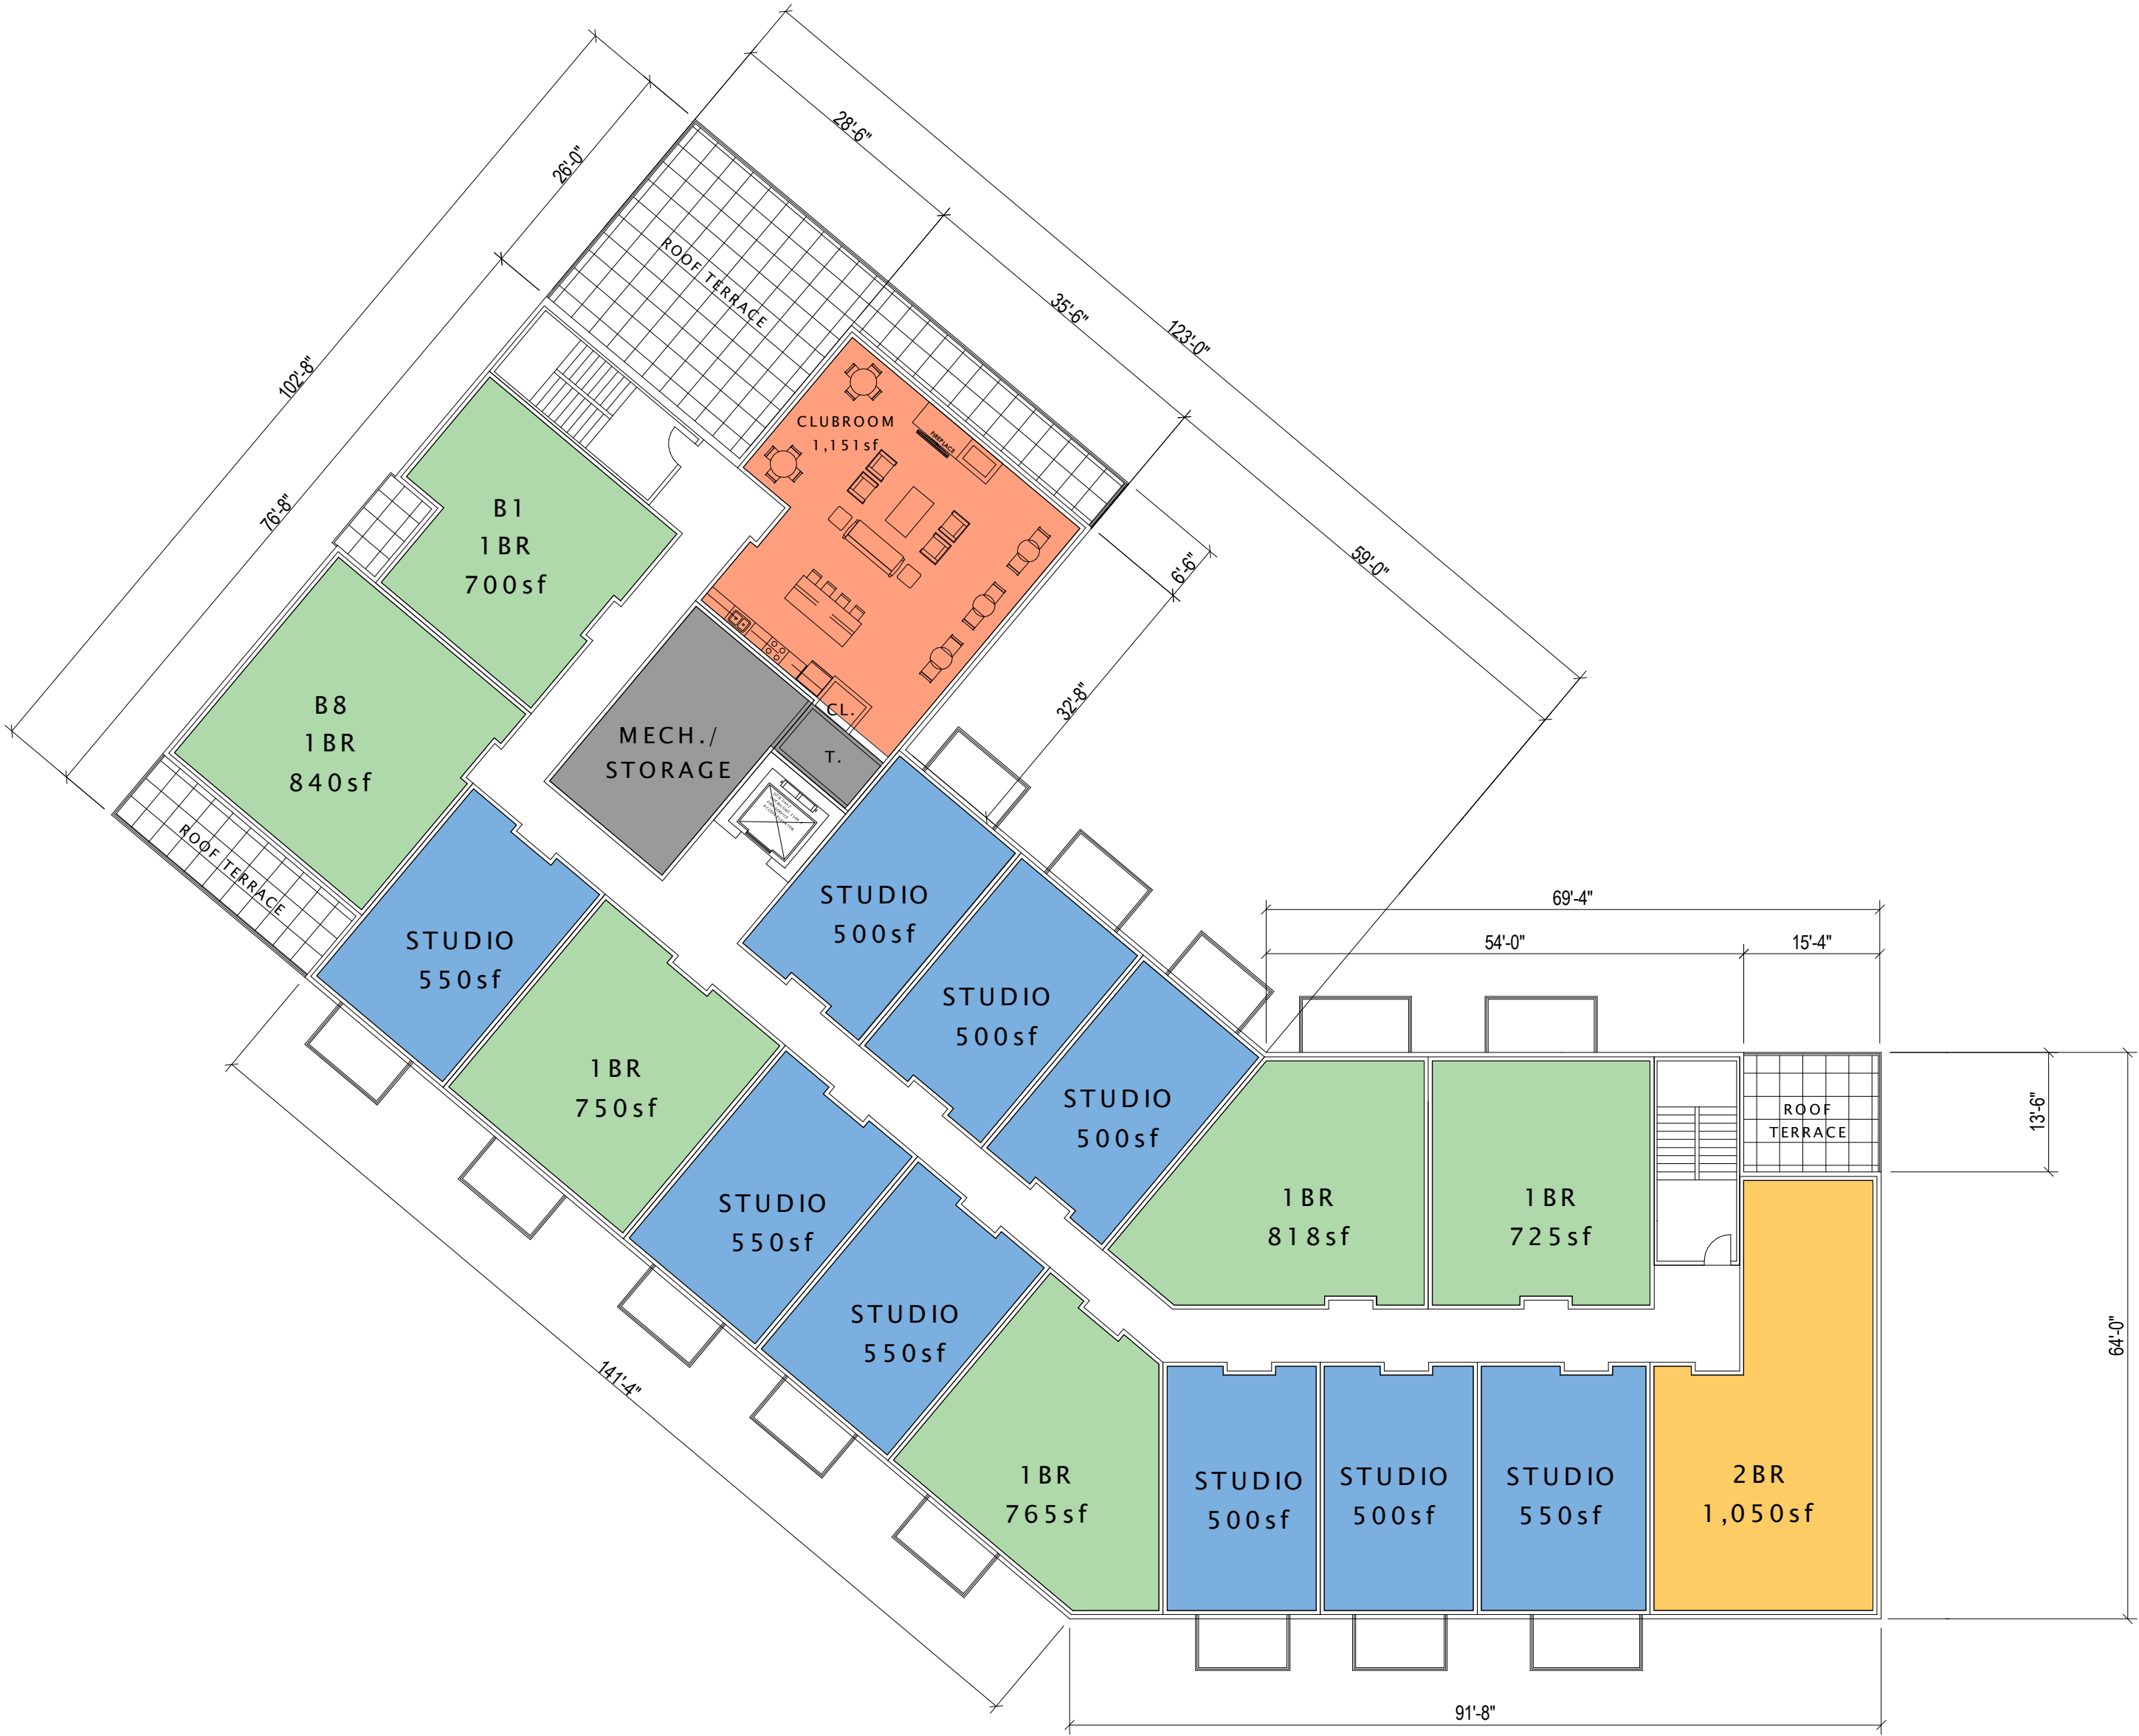 28'-6"
26'-0"
ROOF TERRACE
35'-6"
123'-0"
102'-8"
CLUBROOM
1,151sf
FIREPLACE
76'-8"
B1
1BR
700sf
6'-6"
59'-0"
32'-8"
B8
1BR
840sf
MECH./
STORAGE
CL.
T.
ROOF TERRACE
STUDIO
500sf
STUDIO
550sf
69'-4"
54'-0"
15'-4"
STUDIO
500sf
1BR
750sf
STUDIO
500sf
ROOF
TERRACE
13'-6"
STUDIO
550sf
1BR
818sf
1BR
725sf
STUDIO
550sf
64'-0"
141'-4"
1BR
765sf
STUDIO
500sf
STUDIO
500sf
STUDIO
550sf
2BR
1,050sf
91'-8"